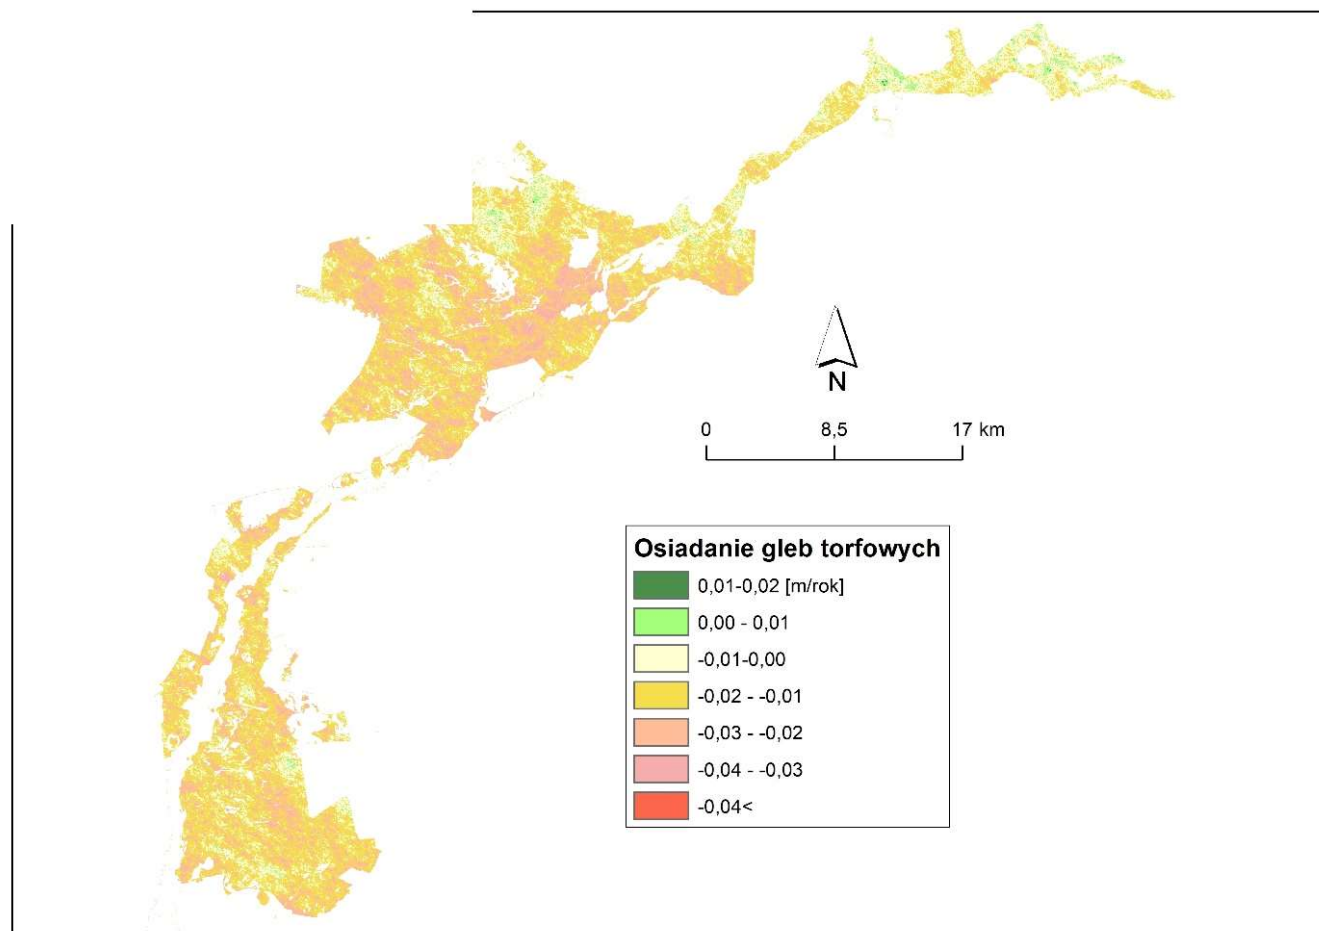 N
0 8,5 17 km
Osiadanie gleb torfowych
0,01-0,02 [m/rok]
0,00 - 0,01
-0,01-0,00
-0,02 - -0,01
-0,03 - -0,02
-0,04 - -0,03
-0,04<